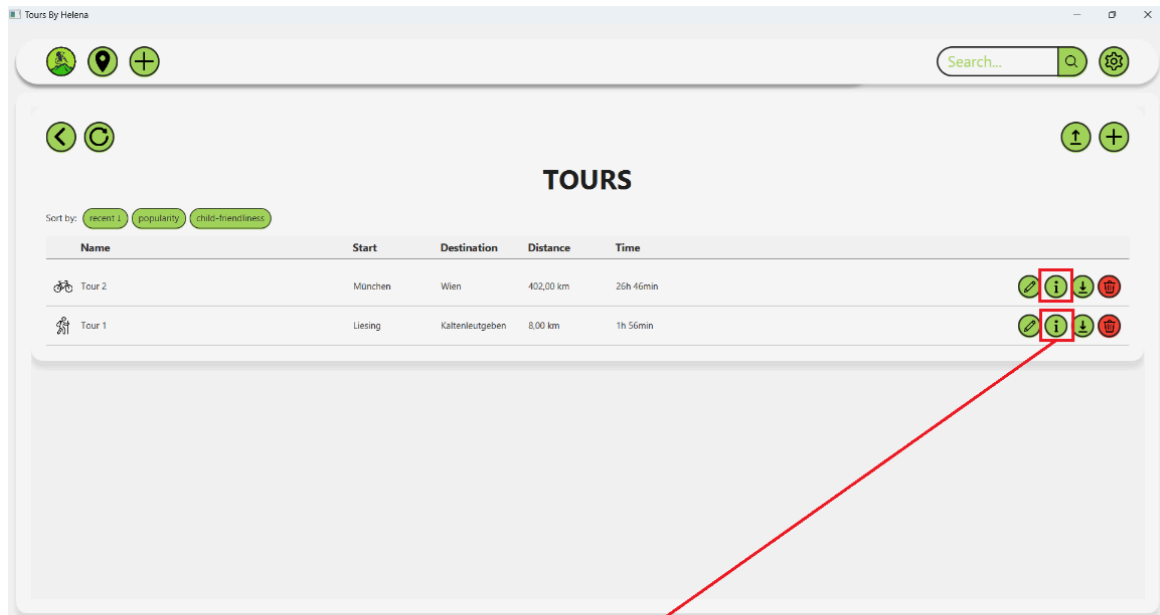 Tours By Helena
Search...
TOURS
Sort by: recent ↓ popularity child-friendliness
Name Start Destination Distance Time
Tour 2 München Wien 402,00 km 26h 46min
Tour 1 Liesing Kaltenleutgeben 8,00 km 1h 56min